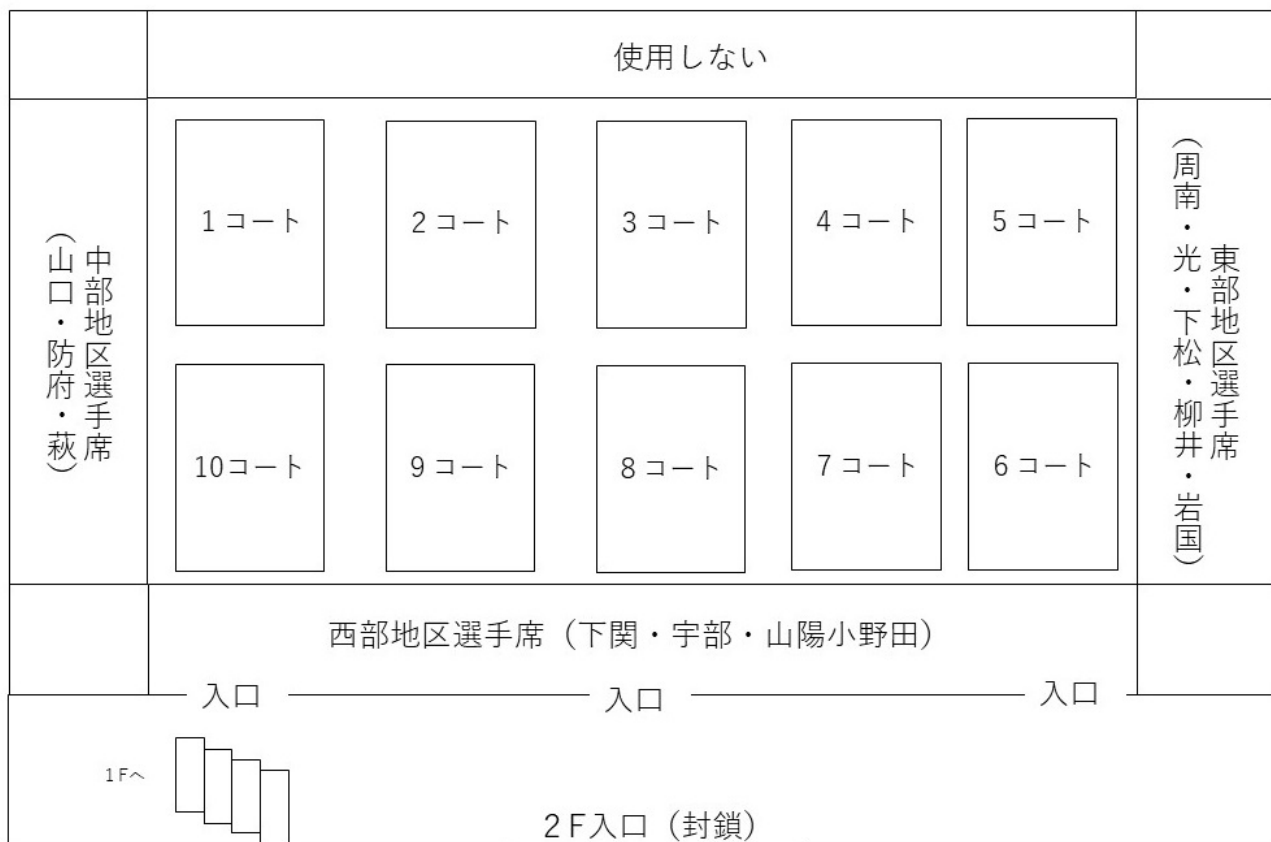 使用しない
1コート
2コート
3コート
4コート
5コート
中部地区選手席
(山口・防府・萩)
東部地区選手席
(周南・光・下松・柳井・岩国)
10コート
9コート
8コート
7コート
6コート
西部地区選手席（下関・宇部・山陽小野田）
入口
入口
入口
1Fへ
2F入口（封鎖）